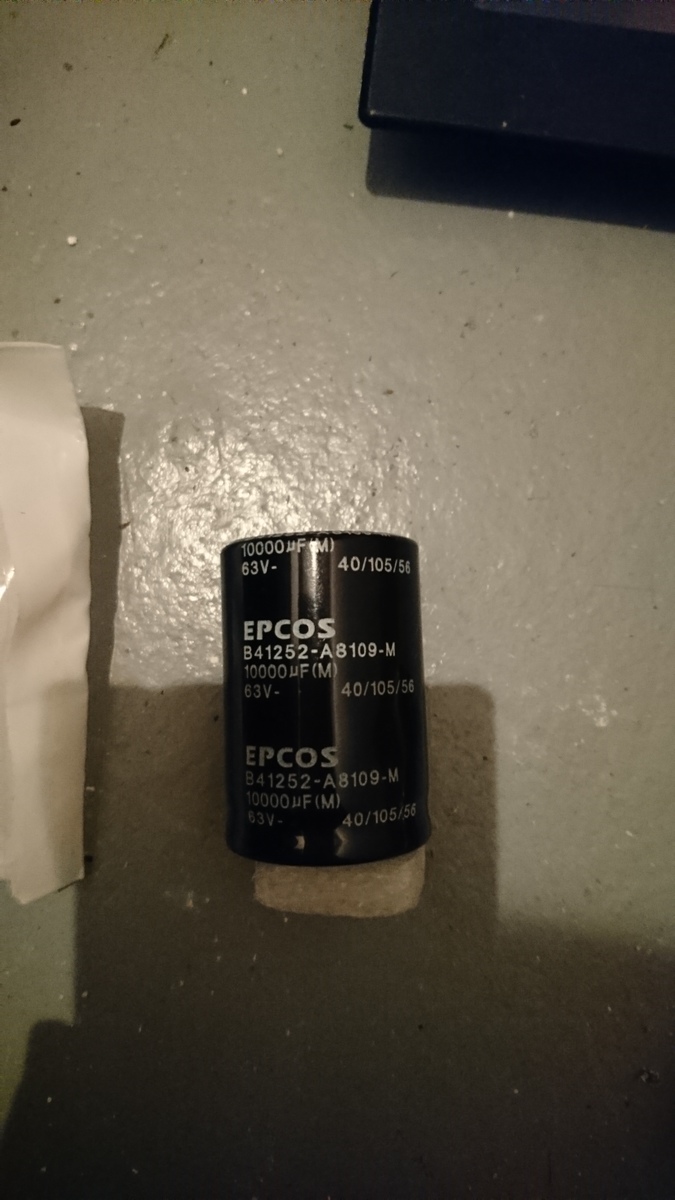 10000µF(M)
63V- 40/105/56
EPCOS
B41252-A8109-M
10000µF(M)
63V- 40/105/56
EPCOS
B41252-A8109-M
10000µF(M)
63V- 40/105/56